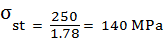 σst = 250/1.78 = 140 MPa